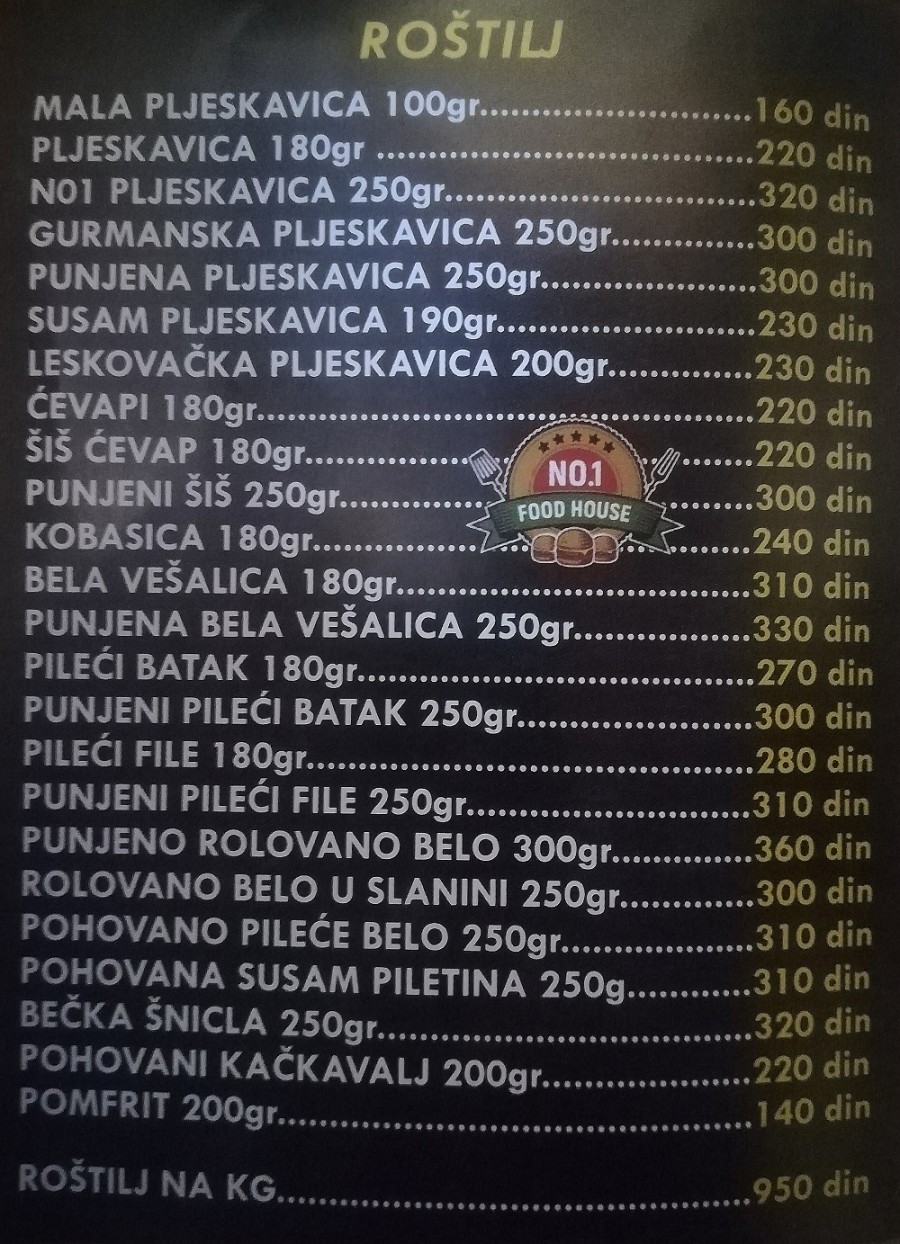 ROŠTILJ
MALA PLJESKAVICA 100gr..............................160 din
PLJESKAVICA 180gr ..........................................220 din
N01 PLJESKAVICA 250gr...................................320 din
GURMANSKA PLJESKAVICA 250gr................300 din
PUNJENA PLJESKAVICA 250gr........................300 din
SUSAM PLJESKAVICA 190gr.............................230 din
LESKOVAČKA PLJESKAVICA 200gr................230 din
ĆEVAPI 180gr.......................................................220 din
ŠIŠ ĆEVAP 180gr..................................................220 din
PUNJENI ŠIŠ 250gr..............................................300 din
KOBASICA 180gr.................................................240 din
BELA VEŠALICA 180gr........................................310 din
PUNJENA BELA VEŠALICA 250gr....................330 din
PILEĆI BATAK 180gr............................................270 din
PUNJENI PILEĆI BATAK 250gr..........................300 din
PILEĆI FILE 180gr..................................................280 din
PUNJENI PILEĆI FILE 250gr................................310 din
PUNJENO ROLOVANO BELO 300gr................360 din
ROLOVANO BELO U SLANINI 250gr...............300 din
POHOVANO PILEĆE BELO 250gr.....................310 din
POHOVANA SUSAM PILETINA 250g..............310 din
BEČKA ŠNICLA 250gr..........................................320 din
POHOVANI KAČKAVALJ 200gr........................220 din
POMFRIT 200gr.....................................................140 din
ROŠTILJ NA KG.....................................................950 din
NO.1
FOOD HOUSE